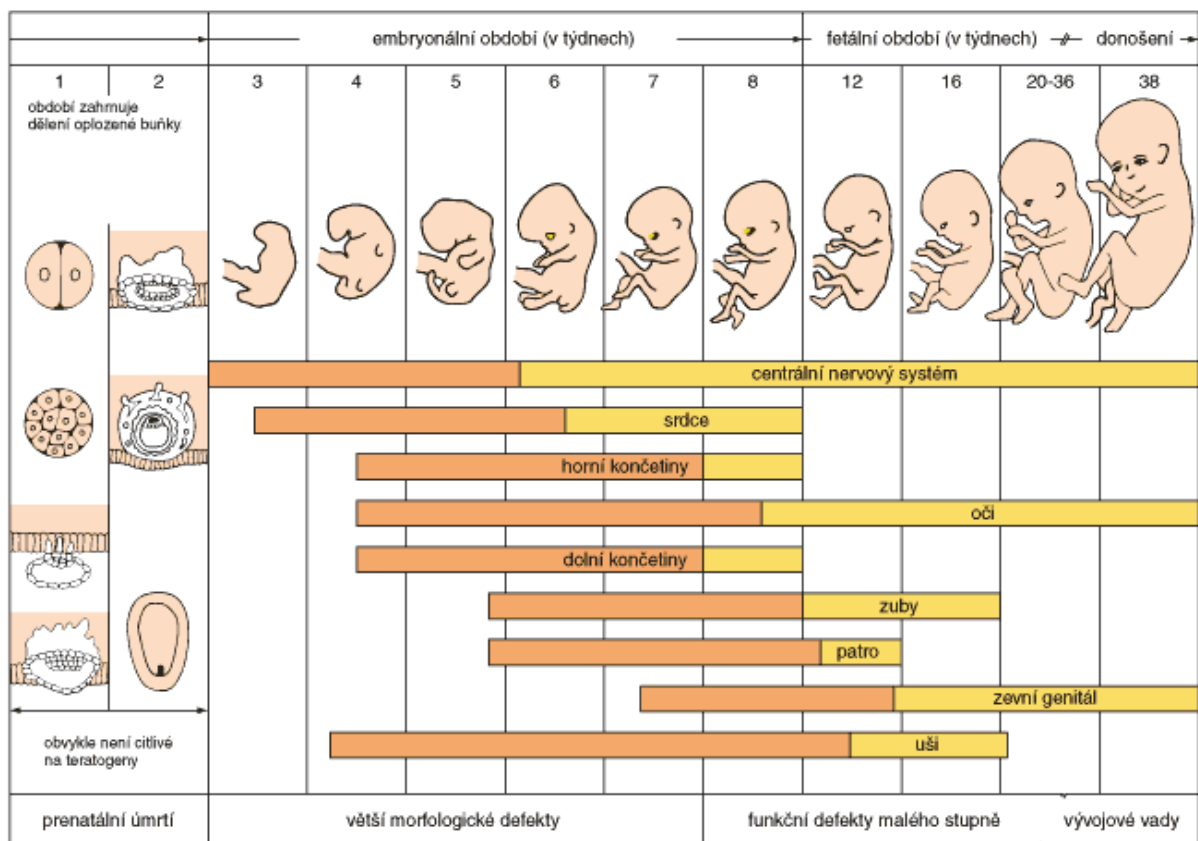 embryonální období (v týdnech)
fetální období (v týdnech)
donošení
1
2
3
4
5
6
7
8
12
16
20-36
38
období zahrnuje
dělení oplozené buňky
centrální nervový systém
srdce
horní končetiny
oči
dolní končetiny
zuby
patro
zevní genitál
uši
obvykle není citlivé
na teratogeny
prenatální úmrtí
větší morfologické defekty
funkční defekty malého stupně
vývojové vady